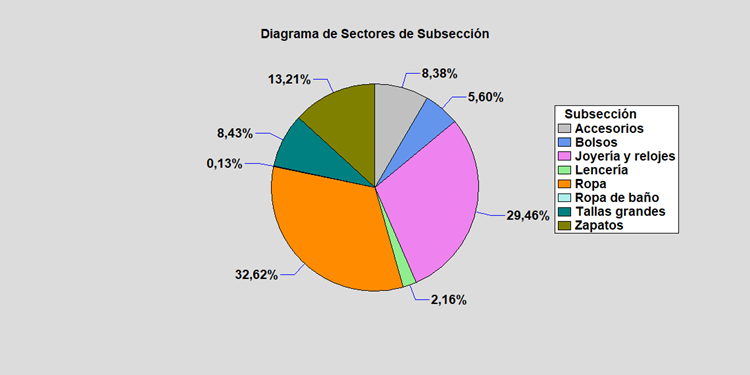 Diagrama de Sectores de Subsección
13,21%
8,38%
5,60%
8,43%
0,13%
29,46%
32,62%
2,16%
Subsección
Accesorios
Bolsos
Joyería y relojes
Lencería
Ropa
Ropa de baño
Tallas grandes
Zapatos